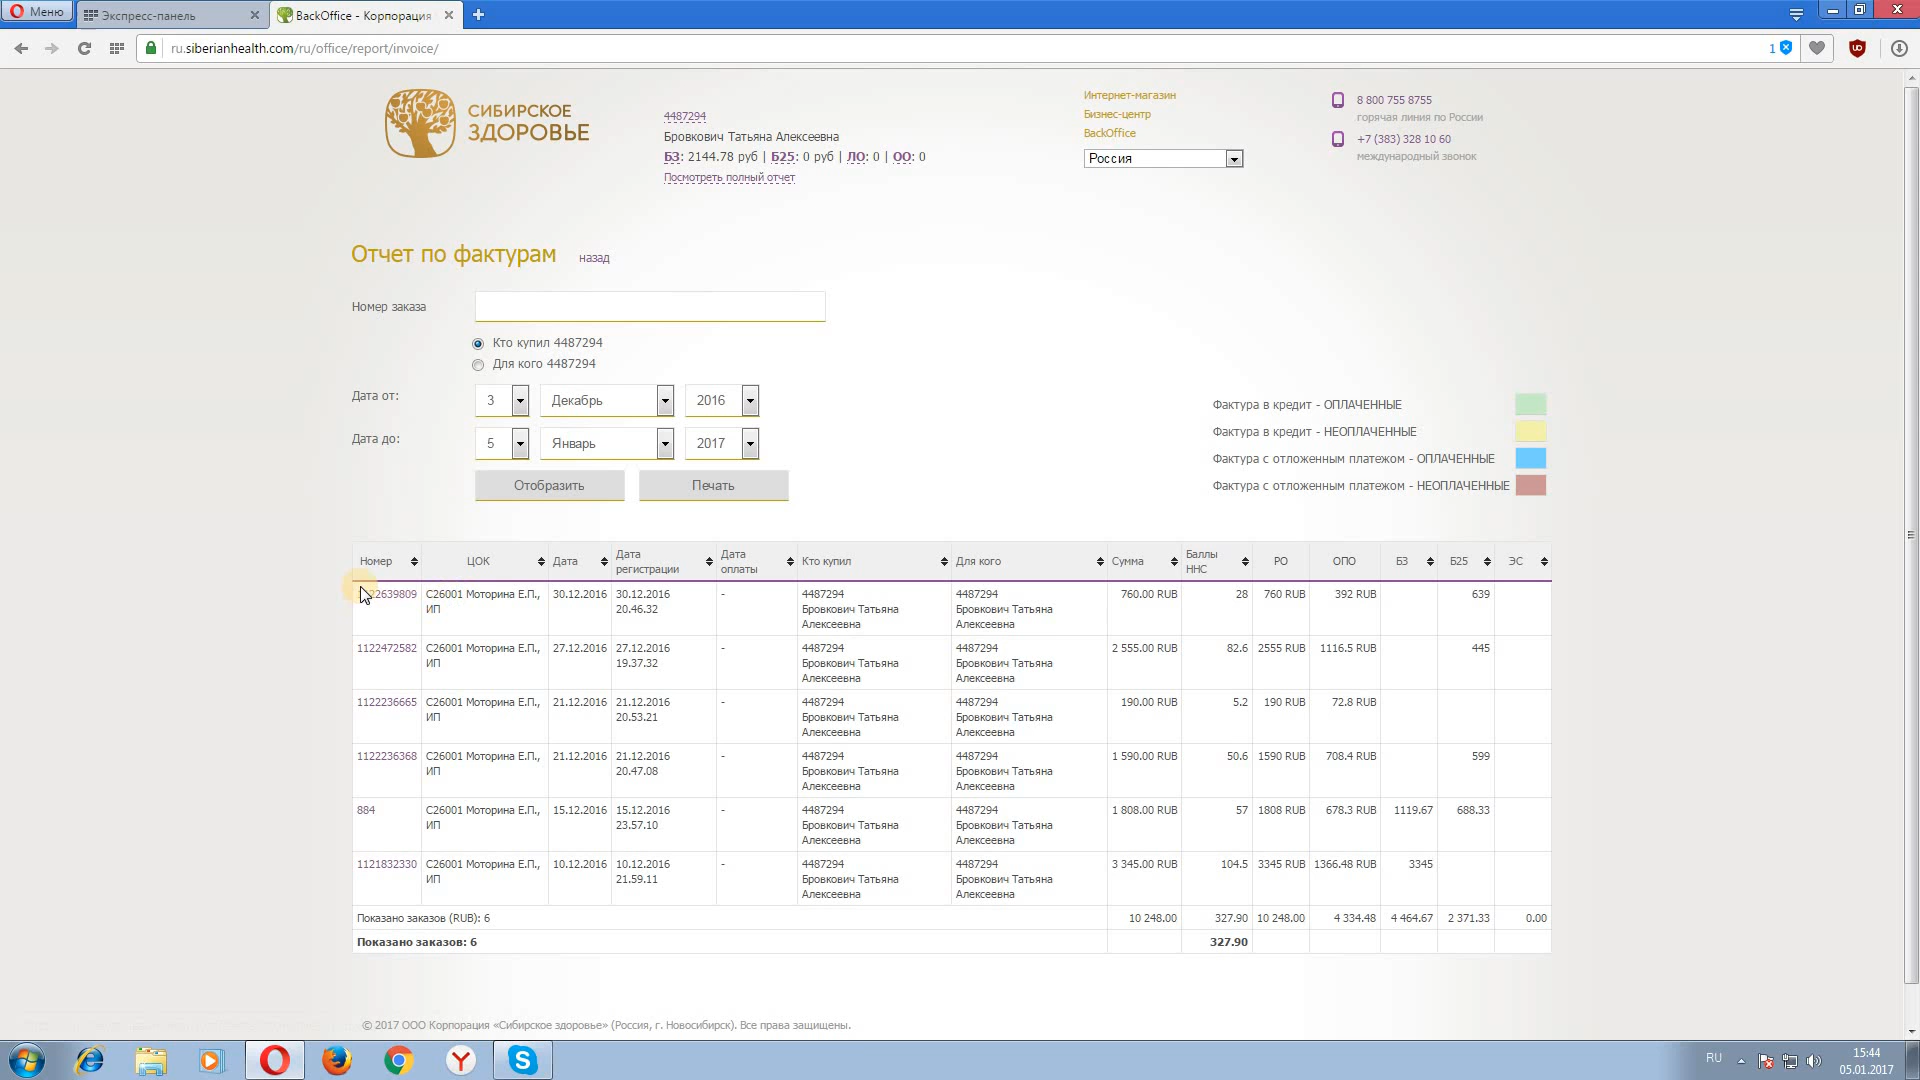 Меню
Экспресс-панель
BackOffice - Корпорация
ru.siberianhealth.com/ru/office/report/invoice/
1
СИБИРСКОЕ
ЗДОРОВЬЕ
4487294
Бровкович Татьяна Алексеевна
БЗ: 2144.78 руб | Б25: 0 руб | ЛО: 0 | ОО: 0
Посмотреть полный отчет
Интернет-магазин
Бизнес-центр
BackOffice
Россия
8 800 755 8755
горячая линия по России
+7 (383) 328 10 60
международный звонок
Отчет по фактурам назад
Номер заказа
Кто купил 4487294
Для кого 4487294
Дата от: 3 Декабрь 2016
Дата до: 5 Январь 2017
Отобразить Печать
Фактура в кредит - ОПЛАЧЕННЫЕ
Фактура в кредит - НЕОПЛАЧЕННЫЕ
Фактура с отложенным платежом - ОПЛАЧЕННЫЕ
Фактура с отложенным платежом - НЕОПЛАЧЕННЫЕ
Номер ЦОК Дата Дата регистрации Дата оплаты Кто купил Для кого Сумма Баллы ННС РО ОПО БЗ Б25 ЭС
22639809 С26001 Моторина Е.П., ИП 30.12.2016 30.12.2016 20.46.32 - 4487294 Бровкович Татьяна Алексеевна 4487294 Бровкович Татьяна Алексеевна 760.00 RUB 28 760 RUB 392 RUB 639
1122472582 С26001 Моторина Е.П., ИП 27.12.2016 27.12.2016 19.37.32 - 4487294 Бровкович Татьяна Алексеевна 4487294 Бровкович Татьяна Алексеевна 2 555.00 RUB 82.6 2555 RUB 1116.5 RUB 445
1122236665 С26001 Моторина Е.П., ИП 21.12.2016 21.12.2016 20.53.21 - 4487294 Бровкович Татьяна Алексеевна 4487294 Бровкович Татьяна Алексеевна 190.00 RUB 5.2 190 RUB 72.8 RUB
1122236368 С26001 Моторина Е.П., ИП 21.12.2016 21.12.2016 20.47.08 - 4487294 Бровкович Татьяна Алексеевна 4487294 Бровкович Татьяна Алексеевна 1 590.00 RUB 50.6 1590 RUB 708.4 RUB 599
884 С26001 Моторина Е.П., ИП 15.12.2016 15.12.2016 23.57.10 - 4487294 Бровкович Татьяна Алексеевна 4487294 Бровкович Татьяна Алексеевна 1 808.00 RUB 57 1808 RUB 678.3 RUB 1119.67 688.33
1121832330 С26001 Моторина Е.П., ИП 10.12.2016 10.12.2016 21.59.11 - 4487294 Бровкович Татьяна Алексеевна 4487294 Бровкович Татьяна Алексеевна 3 345.00 RUB 104.5 3345 RUB 1366.48 RUB 3345
Показано заказов (RUB): 6 10 248.00 327.90 10 248.00 4 334.48 4 464.67 2 371.33 0.00
Показано заказов: 6 327.90
© 2017 ООО Корпорация «Сибирское здоровье» (Россия, г. Новосибирск). Все права защищены.
RU
15:44
05.01.2017